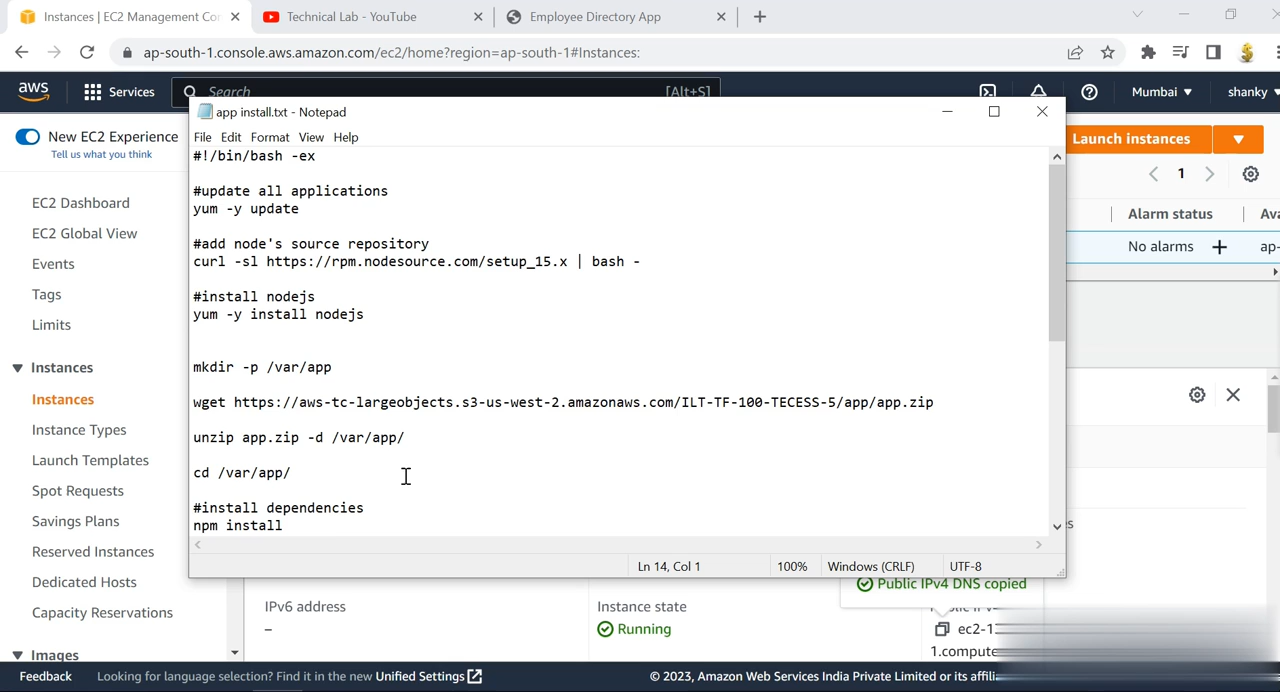 Instances | EC2 Management Con
Technical Lab - YouTube
Employee Directory App
ap-south-1.console.aws.amazon.com/ec2/home?region=ap-south-1#Instances:
aws
Services
Search
[Alt+S]
Mumbai
shanky
New EC2 Experience
Tell us what you think
EC2 Dashboard
EC2 Global View
Events
Tags
Limits
Instances
Instances
Instance Types
Launch Templates
Spot Requests
Savings Plans
Reserved Instances
Dedicated Hosts
Capacity Reservations
Images
app install.txt - Notepad
File Edit Format View Help
#!/bin/bash -ex
#update all applications
yum -y update
#add node's source repository
curl -sl https://rpm.nodesource.com/setup_15.x | bash -
#install nodejs
yum -y install nodejs
mkdir -p /var/app
wget https://aws-tc-largeobjects.s3-us-west-2.amazonaws.com/ILT-TF-100-TECESS-5/app/app.zip
unzip app.zip -d /var/app/
cd /var/app/
#install dependencies
npm install
Ln 14, Col 1
100%
Windows (CRLF)
UTF-8
Launch instances
1
Alarm status
Ava
No alarms
ap-
Public IPv4 DNS copied
IPv6 address
–
Instance state
Running
ec2-1
1.compute
Feedback
Looking for language selection? Find it in the new Unified Settings
© 2023, Amazon Web Services India Private Limited or its affili